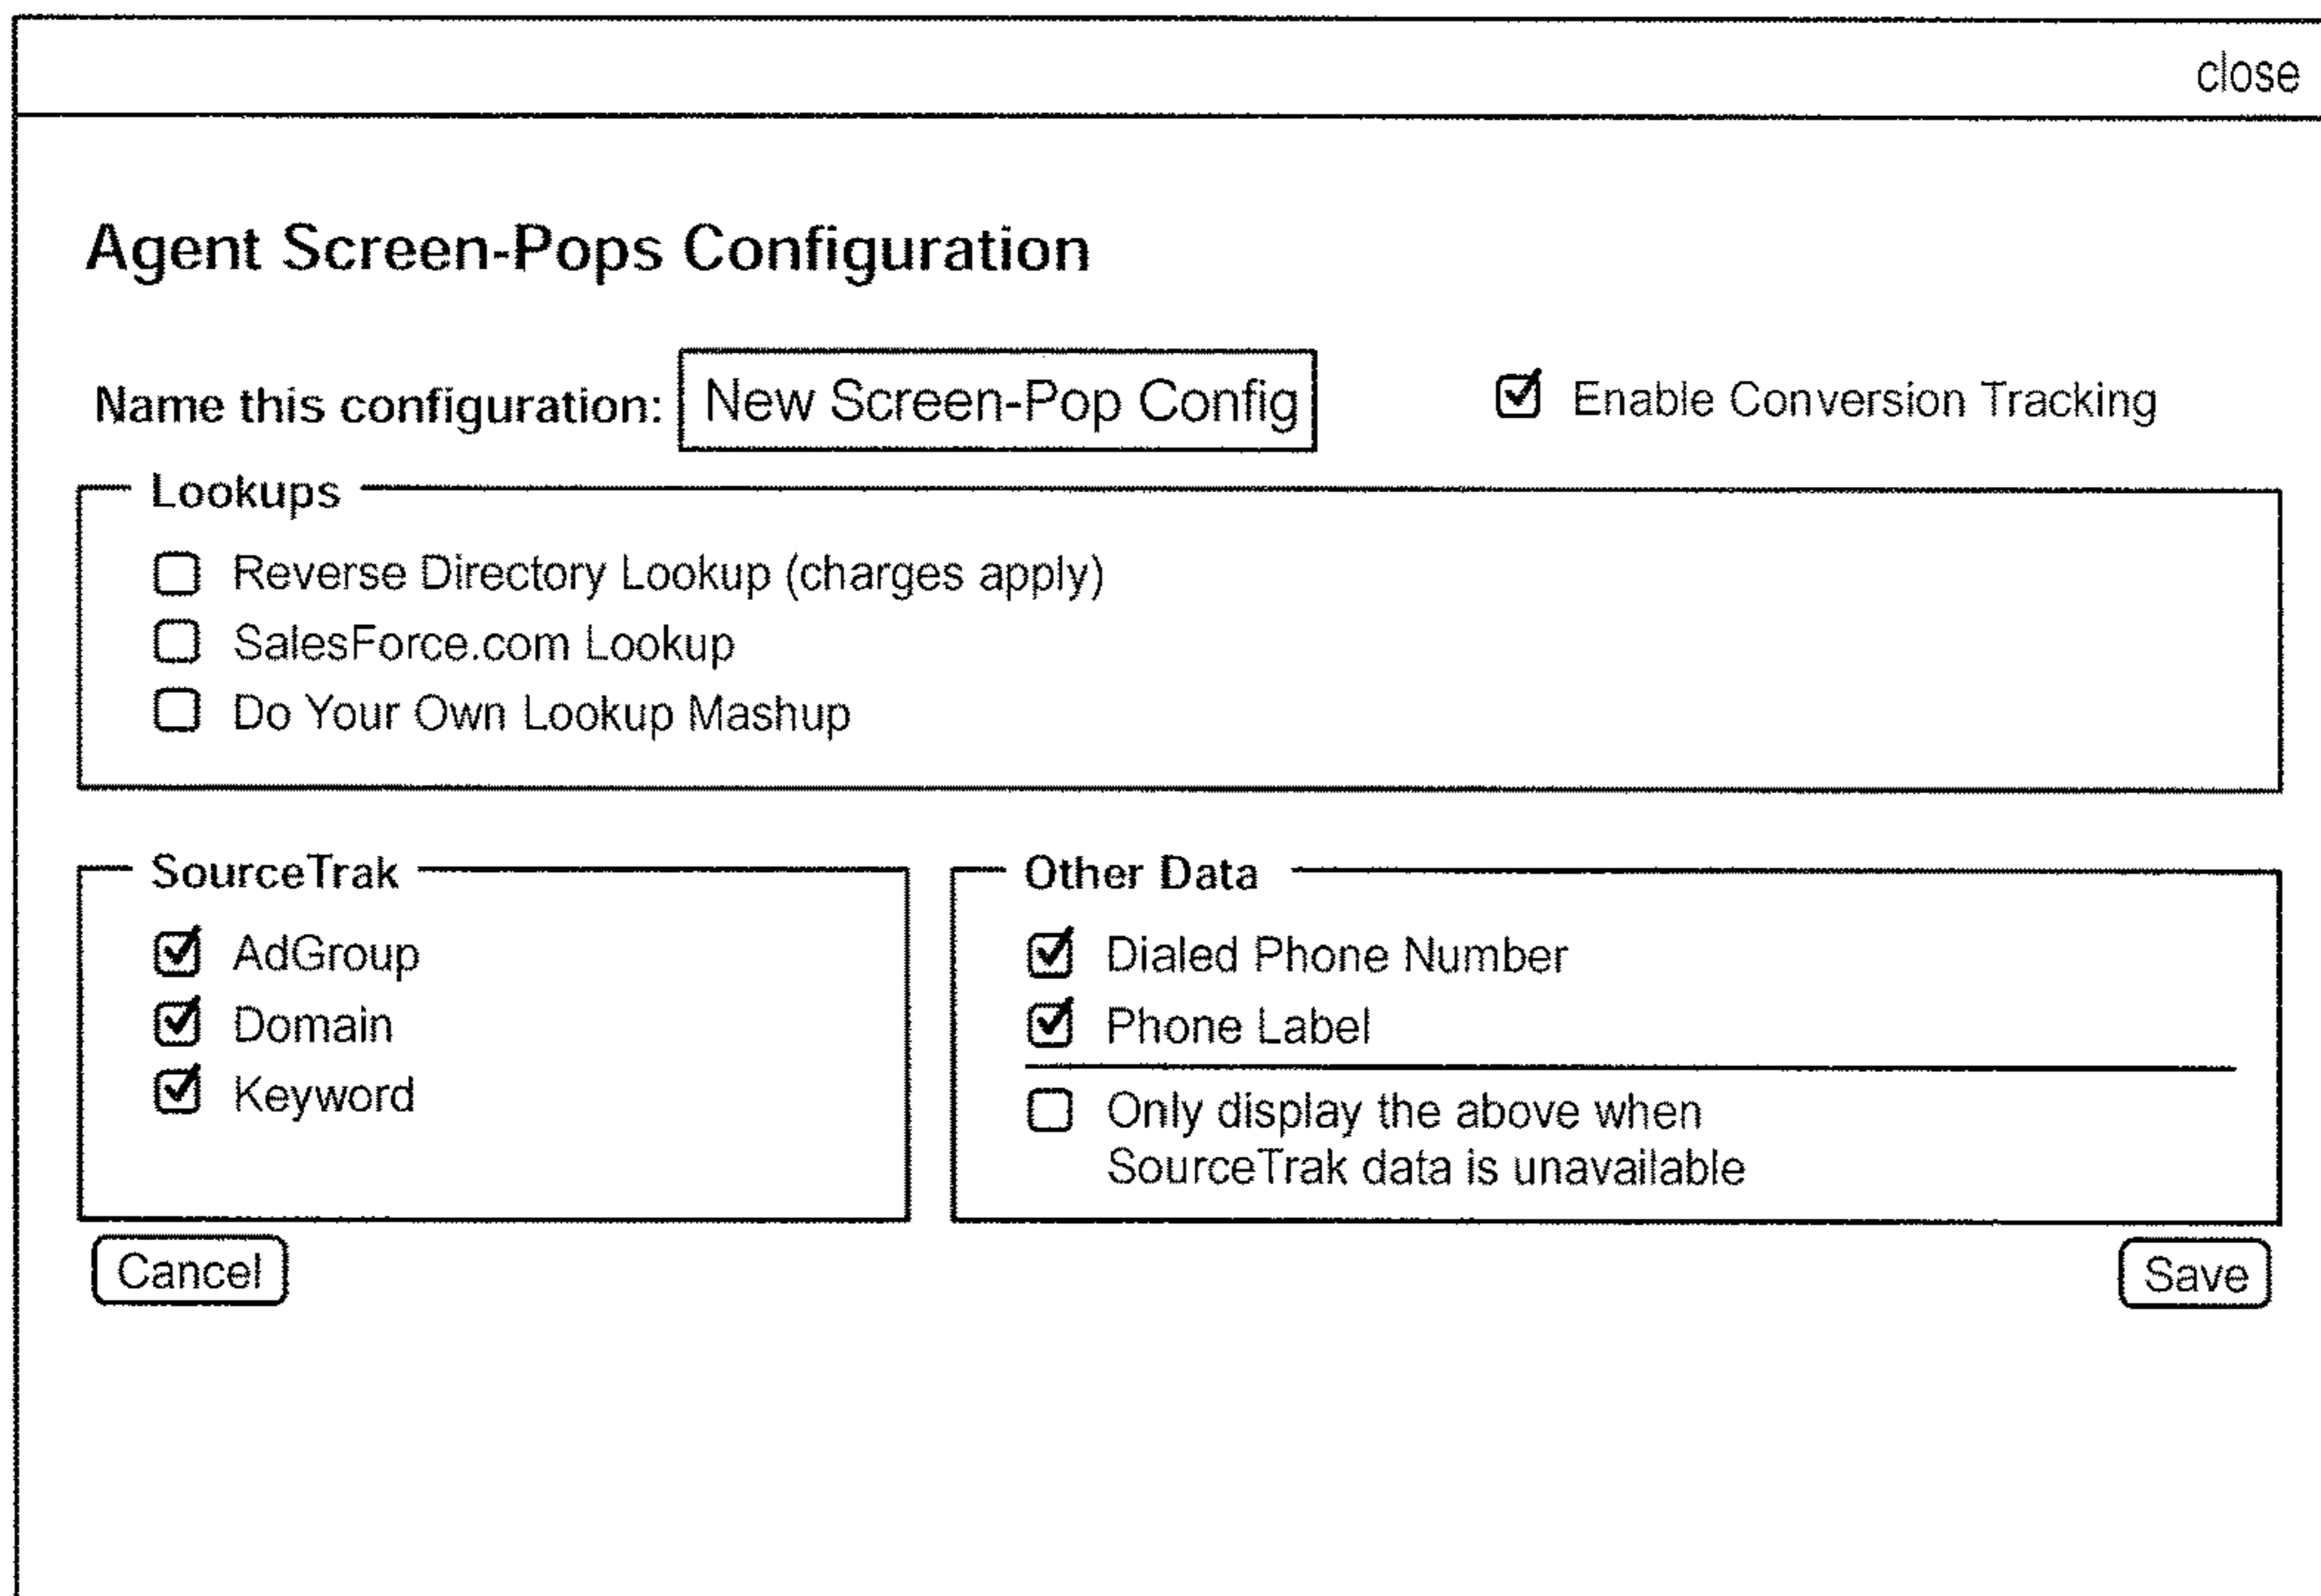 close
Agent Screen-Pops Configuration
Name this configuration: New Screen-Pop Config Enable Conversion Tracking
Lookups
Reverse Directory Lookup (charges apply)
SalesForce.com Lookup
Do Your Own Lookup Mashup
SourceTrak
AdGroup
Domain
Keyword
Other Data
Dialed Phone Number
Phone Label
Only display the above when
SourceTrak data is unavailable
Cancel
Save